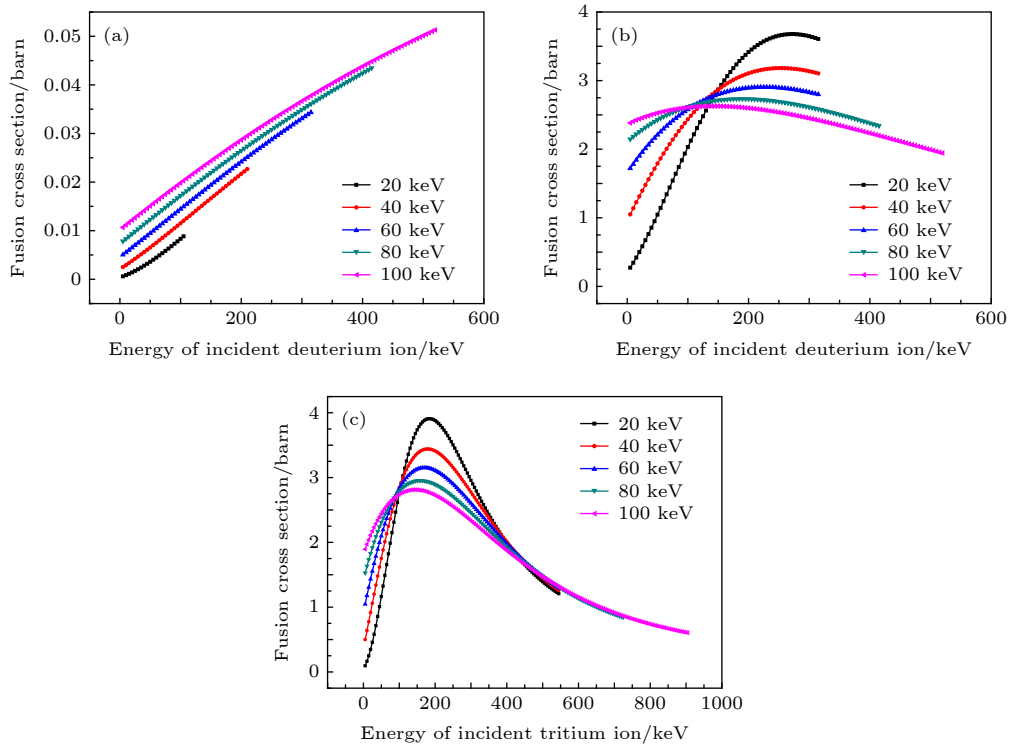 (a)
Fusion cross section/barn
0.05
0.04
0.03
0.02
0.01
0
20 keV
40 keV
60 keV
80 keV
100 keV
0 200 400 600
Energy of incident deuterium ion/keV
(b)
Fusion cross section/barn
4
3
2
1
0
20 keV
40 keV
60 keV
80 keV
100 keV
0 200 400 600
Energy of incident deuterium ion/keV
(c)
Fusion cross section/barn
4
3
2
1
0
20 keV
40 keV
60 keV
80 keV
100 keV
0 200 400 600 800 1000
Energy of incident tritium ion/keV